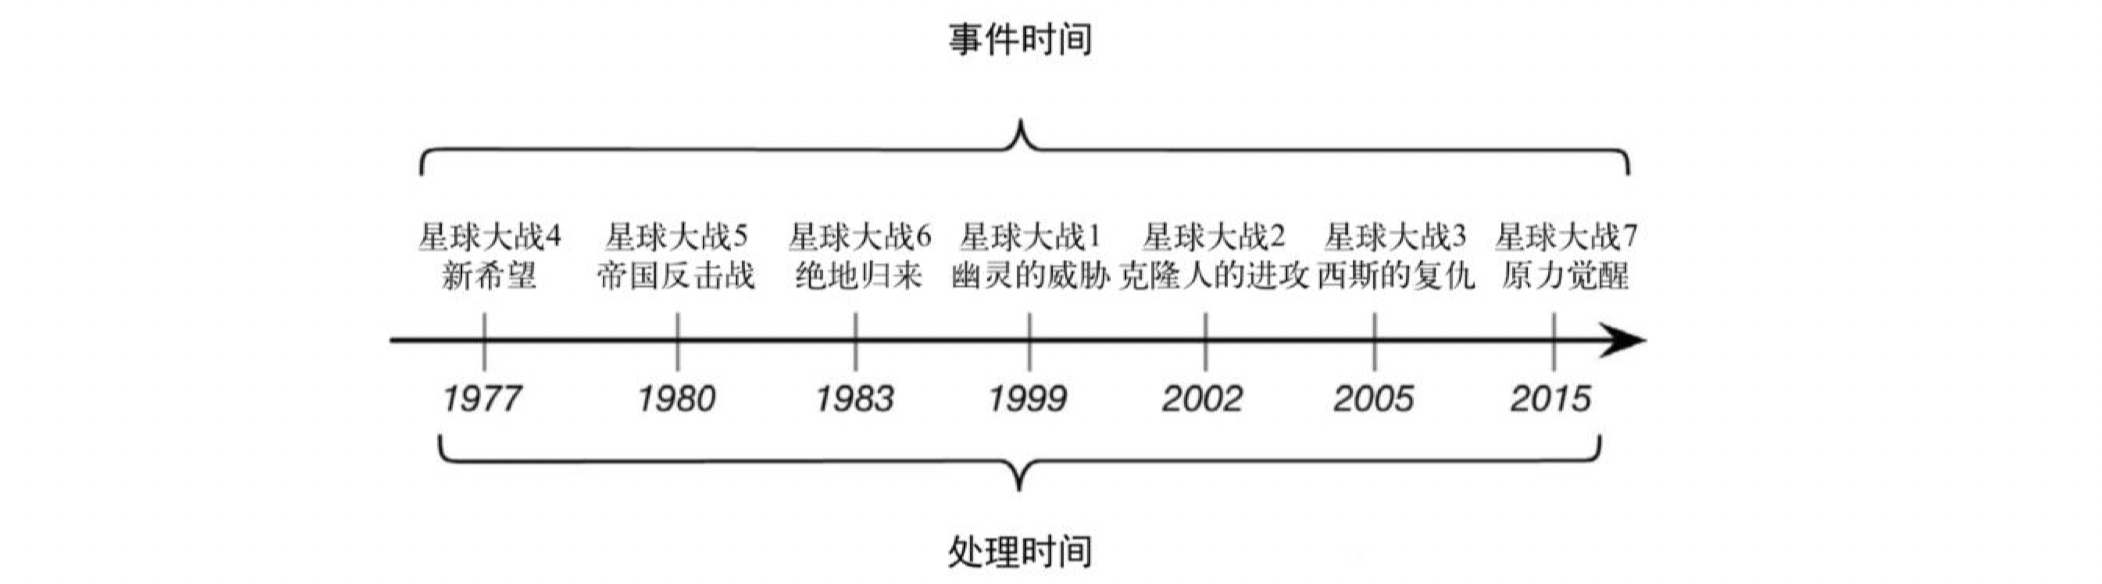 事件时间
星球大战4 星球大战5 星球大战6 星球大战1 星球大战2 星球大战3 星球大战7
新希望 帝国反击战 绝地归来 幽灵的威胁 克隆人的进攻 西斯的复仇 原力觉醒
1977 1980 1983 1999 2002 2005 2015
处理时间